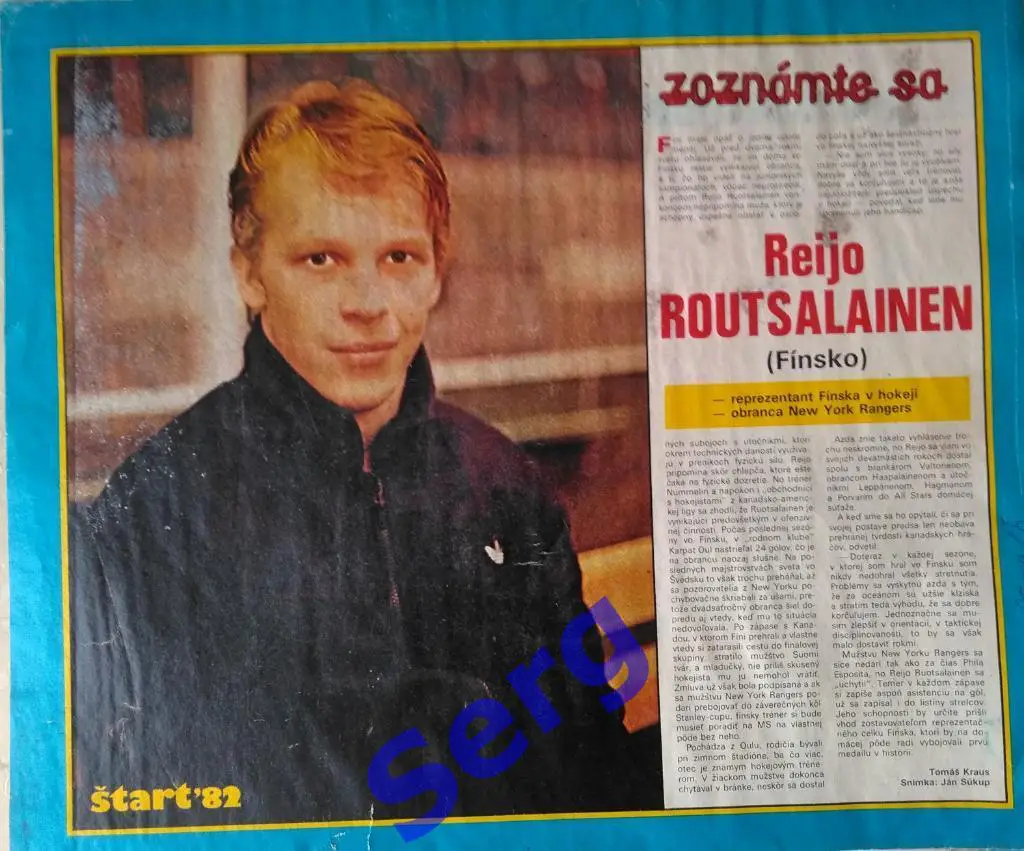 zoznámte sa
Reijo
ROUTSALAINEN
(Fínsko)
— reprezentant Fínska v hokeji
— obranca New York Rangers
ných subojoch s útočníkmi, ktorí
okrem technických daností využíva-
jú v prenikoch fyzickú silu. Reijo
pripomína skôr chlapca, ktoré ešte
čaká na fyzické dozretie. No tréner
Nummelin a napokon i „obchodníci
s hokejistami" z kanadsko-americ-
kej ligy sa zhodli, že Ruotsalainen je
vynikajúci predovšetkým v ofenzív-
nej činnosti. Počas poslednej sezó-
ny vo Fínsku, v „rodnom klube"
Karpat Oul nastrieľal 24 gólov, čo je
na obrancu naozaj slušné. Na po-
sledných majstrovstvách sveta vo
Švédsku to však trochu preháňal, až
sa pozorovatelia z New Yorku po-
chybovačne škriabali za ušami, pre-
tože dvadsaťročný obranca šiel do-
predu aj vtedy, keď mu to situácia
nedovoľovala. Po zápase s Kana-
dou, v ktorom Fíni prehrali a vlastne
vtedy si zatarasili cestu do finálovej
skupiny, stratilo mužstvo Suomi
tvár, a mladučký, nie príliš skúsený
hokejista mu ju nemohol vrátiť.
Zmluva už však bola podpísaná a ak
sa mužstvu New York Rangers po-
darí prebojovať do záverečných kôl
Stanley-cupu, fínsky tréner si bude
musieť poradiť na MS na vlastnej
pôde bez neho.
Pochádza z Oulu, rodičia bývali
pri zimnom štadióne, ba čo viac,
otec je známym hokejovým tréne-
rom. V žiackom mužstve dokonca
chytával v bránke, neskôr sa dostal
Azda znie takéto vyhlásenie tro-
chu neskromne, no Reijo sa vlani vo
svojich devätnástich rokoch dostal
spolu s brankárom Valtonenom,
obrancom Haapalainenom a útoč-
níkmi Leppänenom, Hagmanom
a Porvarim do All Stars domácej
súťaže.
A keď sme sa ho opýtali, či sa pri
svojej postave predsa len neobáva
prehranej tvrdosti kanadských hrá-
čov, odvetil:
— Doteraz v každej sezóne,
v ktorej som hral vo Fínsku som
nikdy nedohral všetky stretnutia.
Problémy sa vyskytnú azda s tým,
že za oceánom sú užšie klziská
a stratím teda výhodu, že sa dobre
korčuľujem. Jednoznačne sa mu-
sím zlepšiť v orientácii, v taktickej
disciplinovanosti, to by sa však
malo dostaviť rokmi.
Mužstvu New Yorku Rangers sa
síce nedarí tak ako za čias Phila
Esposita, no Reijo Ruotsalainen sa
„uchytil". Temer v každom zápase
si zapíše aspoň asistenciu na gól,
už sa zapísal i do listiny strelcov.
Jeho schopnosti by určite prišli
vhod zostavovateľom reprezentač-
ného celku Fínska, ktorí by na do-
mácej pôde radi vybojovali prvú
medailu v histórii.
Tomáš Kraus
Snímka: Ján Súkup
štart '82
Serg